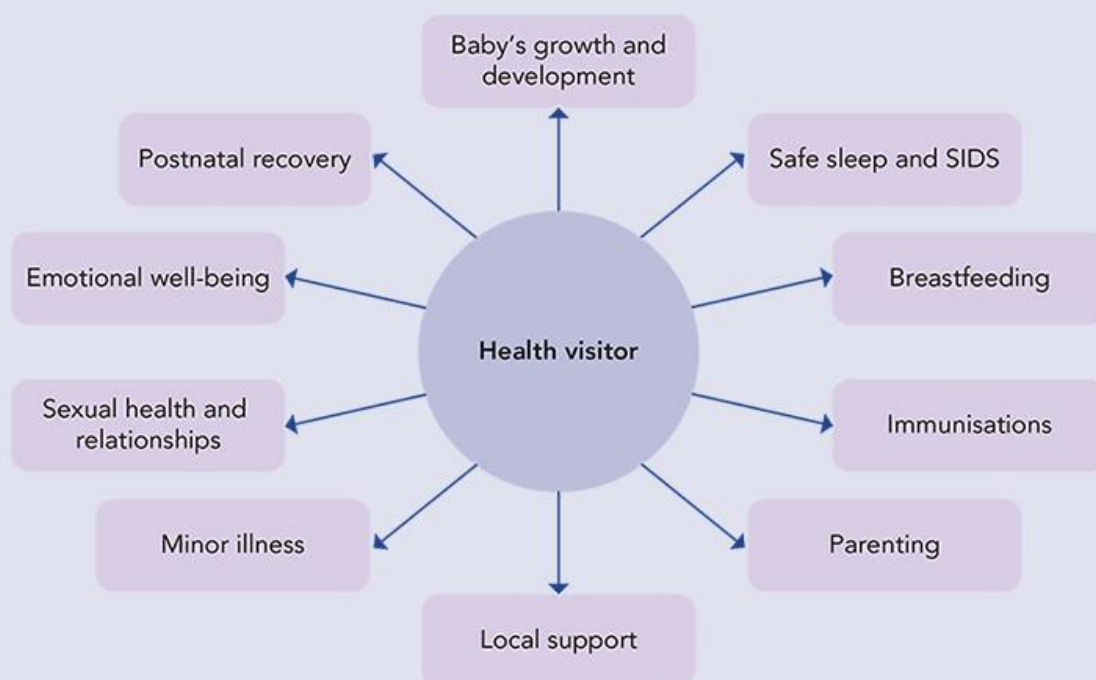 Baby's growth and
development
Postnatal recovery
Safe sleep and SIDS
Emotional well-being
Breastfeeding
Health visitor
Sexual health and
relationships
Immunisations
Minor illness
Parenting
Local support